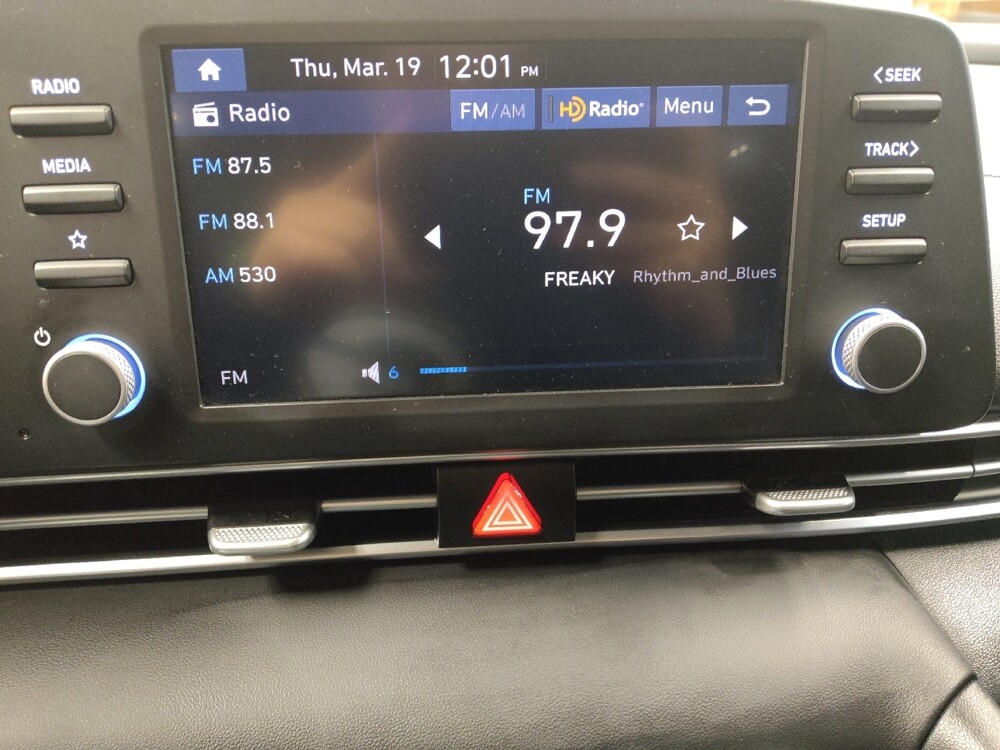 RADIO
MEDIA
Thu, Mar. 19 12:01 PM
Radio FM/AM HD Radio® Menu
FM 87.5
FM 88.1
AM 530
FM
FM
97.9
FREAKY Rhythm_and_Blues
6
<SEEK
TRACK>
SETUP